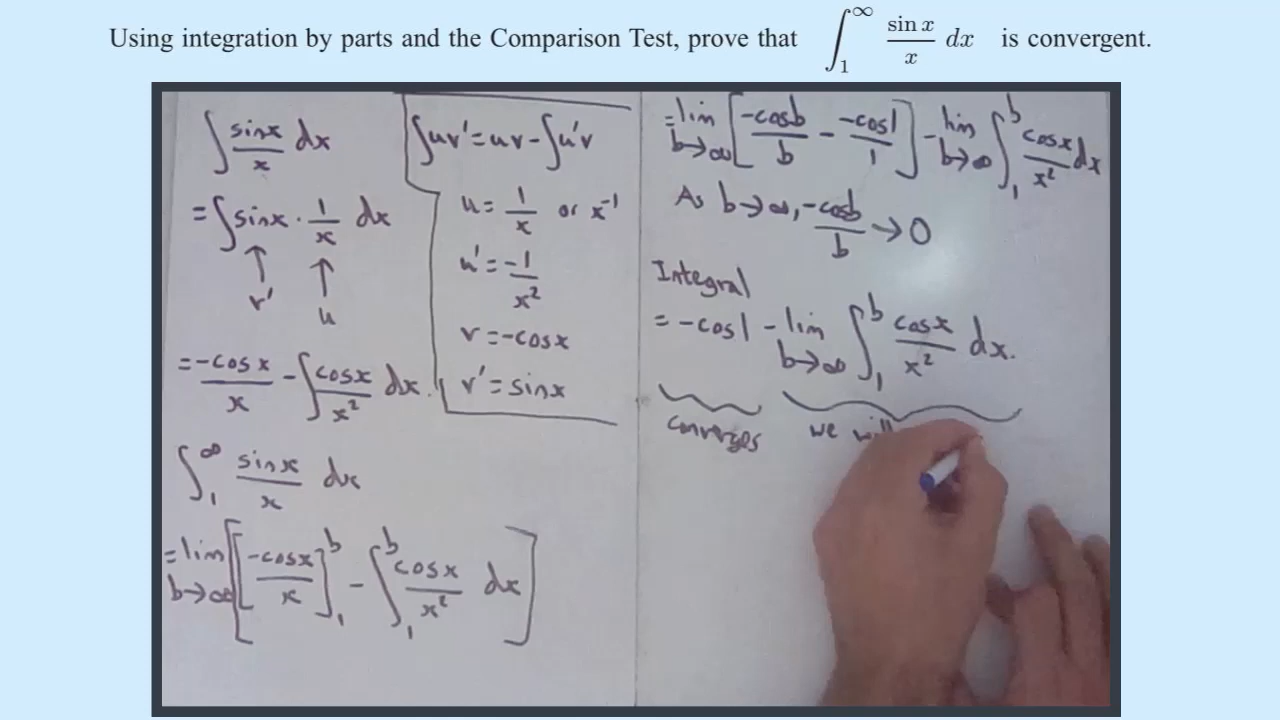 Using integration by parts and the Comparison Test, prove that ∫₁^∞ sin x / x dx is convergent.
∫ sinx/x dx
= ∫ sinx · 1/x dx
v' u
= -cosx/x - ∫ cosx/x² dx.
∫₁^∞ sinx/x dx
= lim b→∞ [ [-cosx/x]₁^b - ∫₁^b cosx/x² dx ]
∫uv' = uv - ∫u'v
u = 1/x or x⁻¹
u' = -1/x²
v = -cosx
v' = sinx
= lim b→∞ [ -cosb/b - -cos1/1 ] - lim b→∞ ∫₁^b cosx/x² dx
As b→∞, -cosb/b → 0
Integral
= -cos1 - lim b→∞ ∫₁^b cosx/x² dx.
converges we will